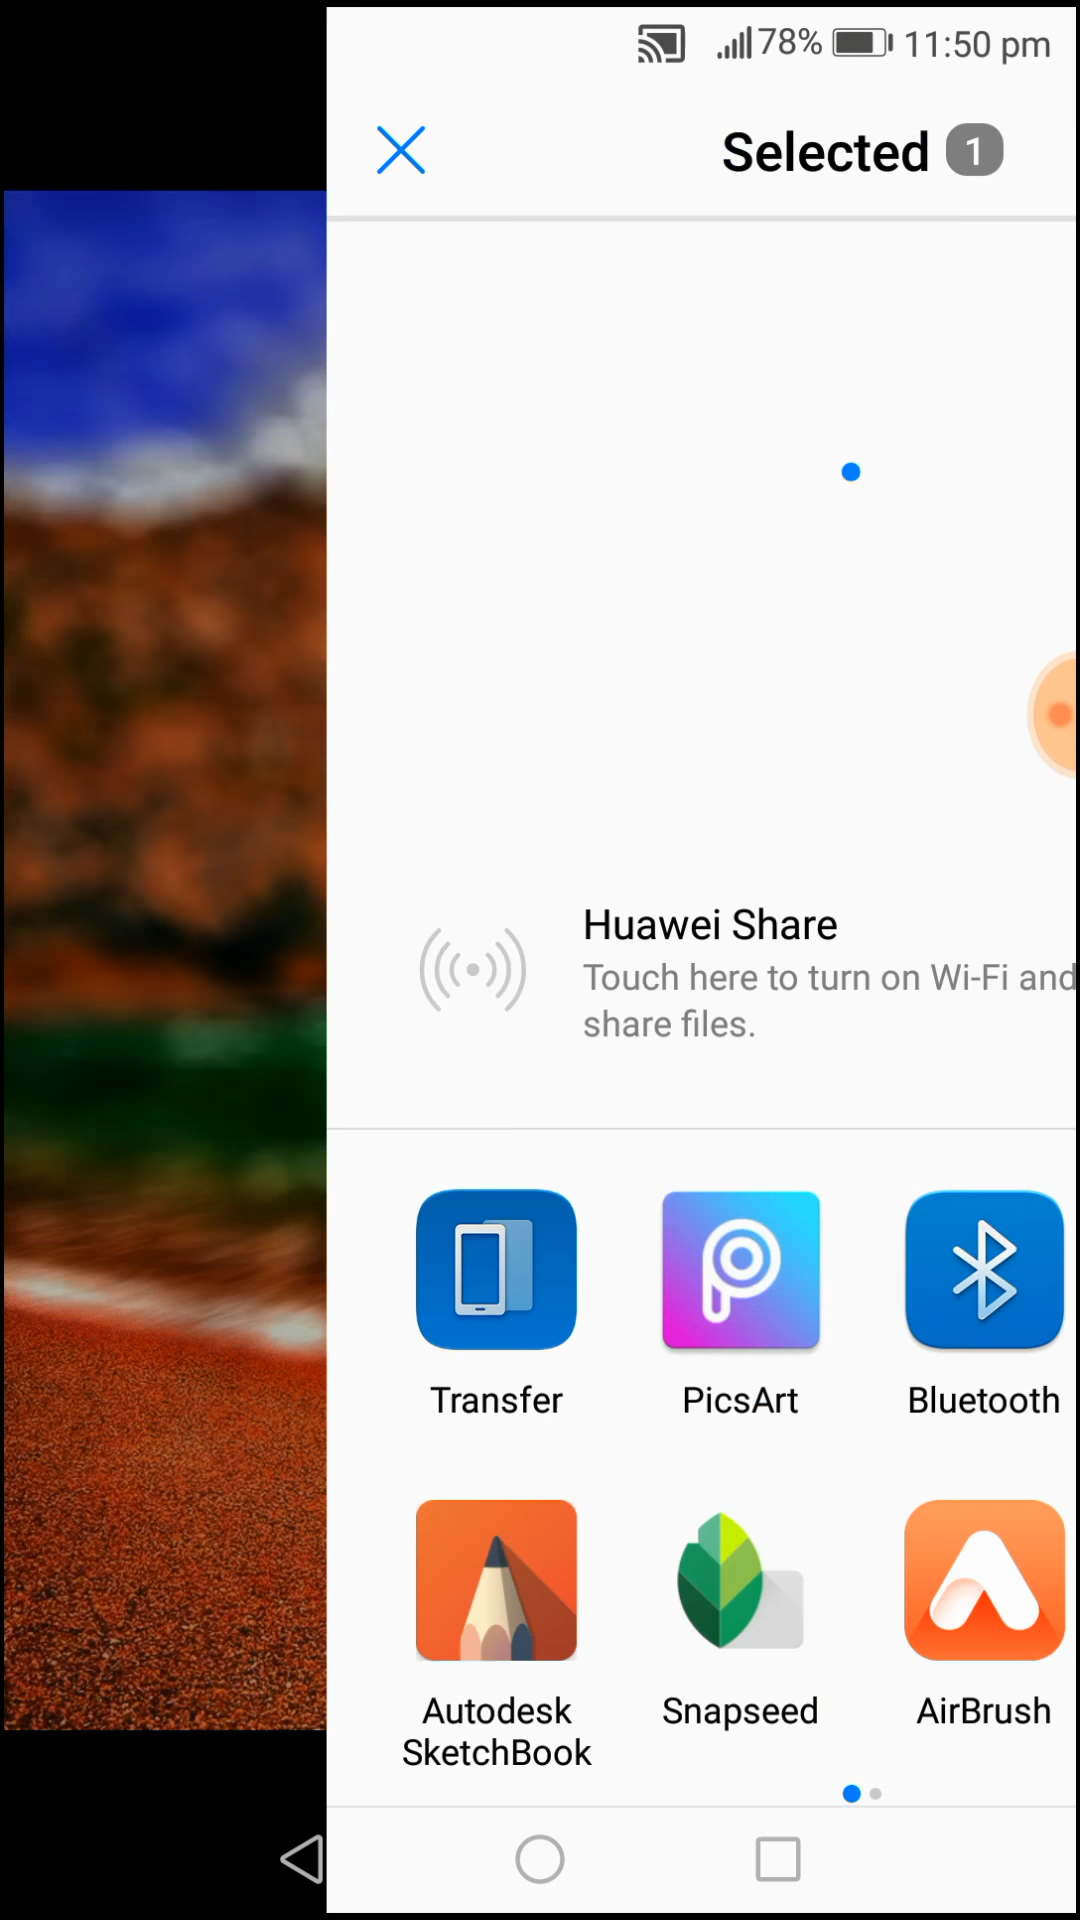 78% 11:50 pm
Selected 1
Huawei Share
Touch here to turn on Wi-Fi and
share files.
Transfer PicsArt Bluetooth
Autodesk Snapseed AirBrush
SketchBook